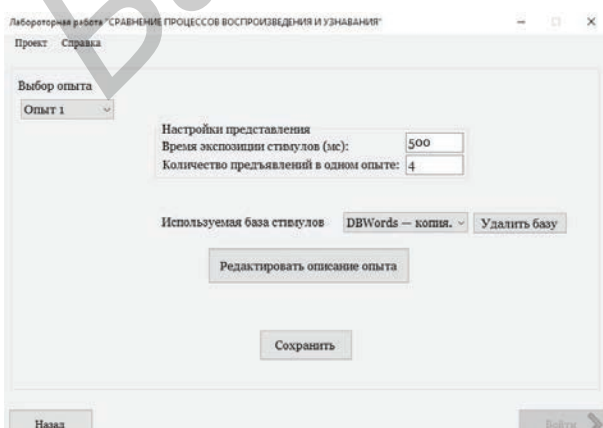 Лабораторная работа "СРАВНЕНИЕ ПРОЦЕССОВ ВОСПРОИЗВЕДЕНИЯ И УЗНАВАНИЯ"
Проект Справка
Выбор опыта
Опыт 1
Настройки представления
Время экспозиции стимулов (мс): 500
Количество предъявлений в одном опыте: 4
Используемая база стимулов DBWords — копия. Удалить базу
Редактировать описание опыта
Сохранить
Назад Войти